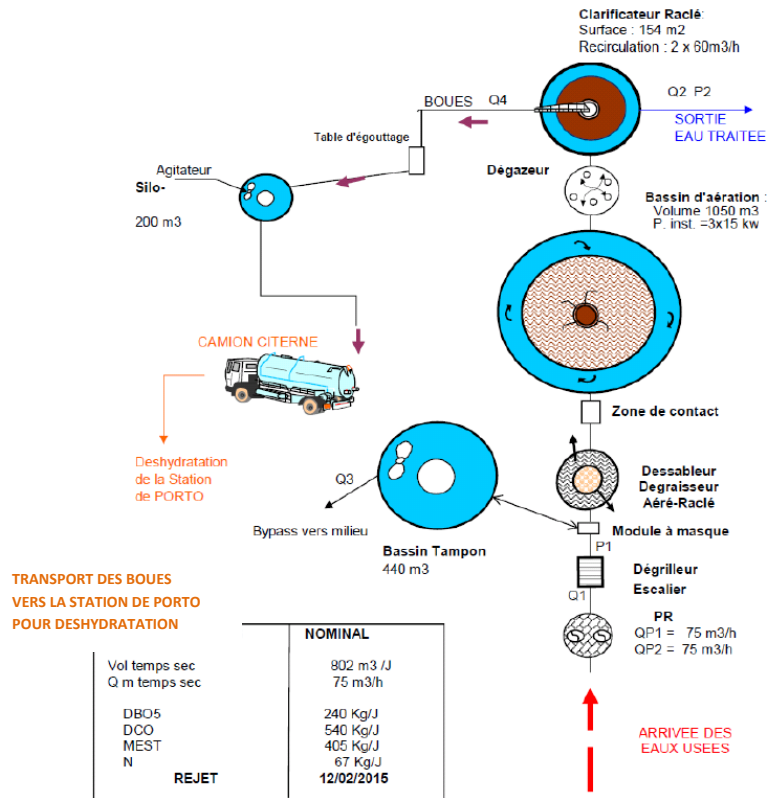 Clarificateur Raclé:
Surface : 154 m2
Recirculation : 2 x 60m3/h
Q2 P2
SORTIE
EAU TRAITEE
BOUES Q4
Table d'égouttage
Dégazeur
Agitateur
Silo-
200 m3
Bassin d'aération :
Volume 1050 m3
P. inst. =3x15 kw
CAMION CITERNE
Zone de contact
Deshydratation
de la Station
de PORTO
Q3
Bypass vers milieu
Bassin Tampon
440 m3
Dessableur
Degraisseur
Aéré-Raclé
Module à masque
P1
Dégrilleur
Escalier
Q1
PR
QP1 = 75 m3/h
QP2 = 75 m3/h
TRANSPORT DES BOUES
VERS LA STATION DE PORTO
POUR DESHYDRATATION
ARRIVEE DES
EAUX USEES
NOMINAL
Vol temps sec 802 m3 /J
Q m temps sec 75 m3/h
DBO5 240 Kg/J
DCO 540 Kg/J
MEST 405 Kg/J
N 67 Kg/J
REJET 12/02/2015